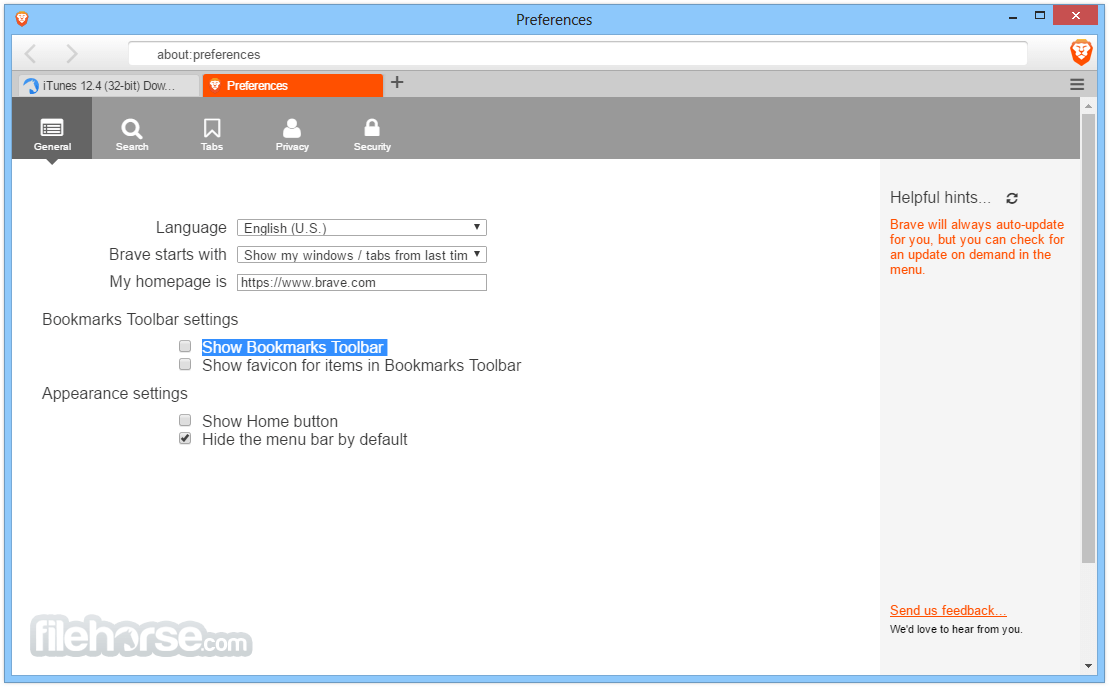 Preferences
about:preferences
iTunes 12.4 (32-bit) Dow...
Preferences
General
Search
Tabs
Privacy
Security
Language
English (U.S.)
Brave starts with
Show my windows / tabs from last tim
My homepage is
https://www.brave.com
Bookmarks Toolbar settings
Show Bookmarks Toolbar
Show favicon for items in Bookmarks Toolbar
Appearance settings
Show Home button
Hide the menu bar by default
Helpful hints...
Brave will always auto-update
for you, but you can check for
an update on demand in the
menu.
Send us feedback...
We'd love to hear from you.
filehorse.com